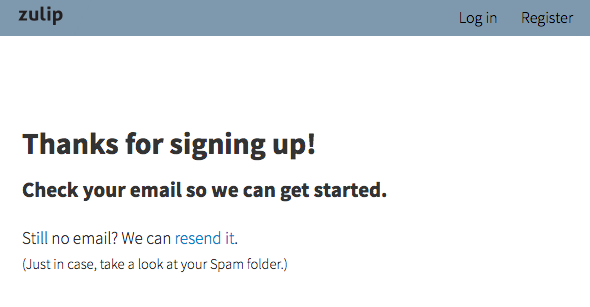 zulip
Log in Register
Thanks for signing up!
Check your email so we can get started.
Still no email? We can resend it.
(Just in case, take a look at your Spam folder.)